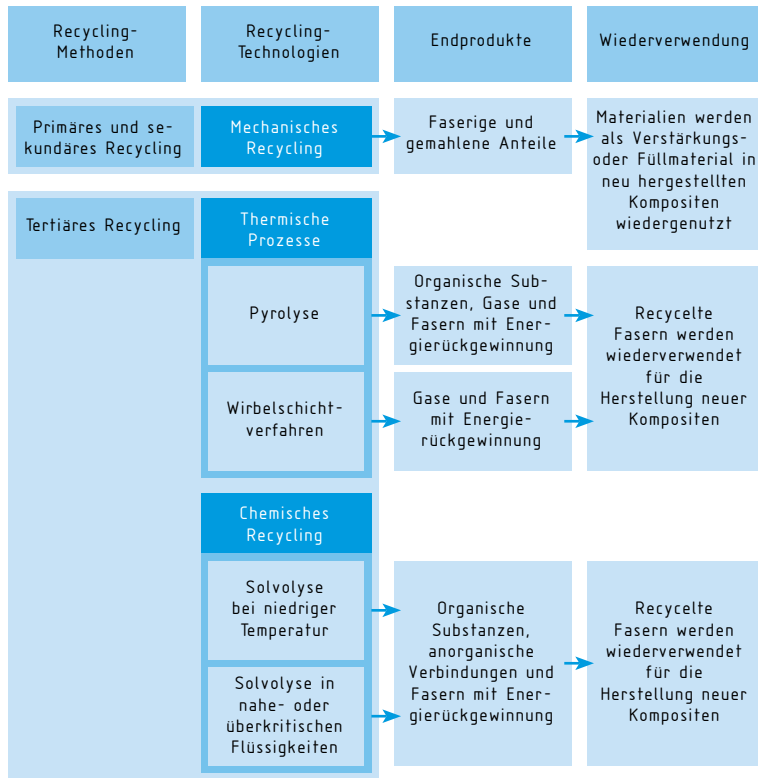 Recycling-
Methoden
Recycling-
Technologien
Endprodukte
Wiederverwendung
Primäres und se-
kundäres Recycling
Mechanisches
Recycling
Faserige und
gemahlene Anteile
Materialien werden
als Verstärkungs-
oder Füllmaterial in
neu hergestellten
Kompositen
wiedergenutzt
Tertiäres Recycling
Thermische
Prozesse
Pyrolyse
Organische Sub-
stanzen, Gase und
Fasern mit Ener-
gierückgewinnung
Recycelte
Fasern werden
wiederverwendet
für die
Herstellung neuer
Kompositen
Wirbelschicht-
verfahren
Gase und Fasern
mit Energie-
rückgewinnung
Chemisches
Recycling
Solvolyse
bei niedriger
Temperatur
Solvolyse in
nahe- oder
überkritischen
Flüssigkeiten
Organische
Substanzen,
anorganische
Verbindungen und
Fasern mit Ener-
gierückgewinnung
Recycelte
Fasern werden
wiederverwendet
für die
Herstellung neuer
Kompositen